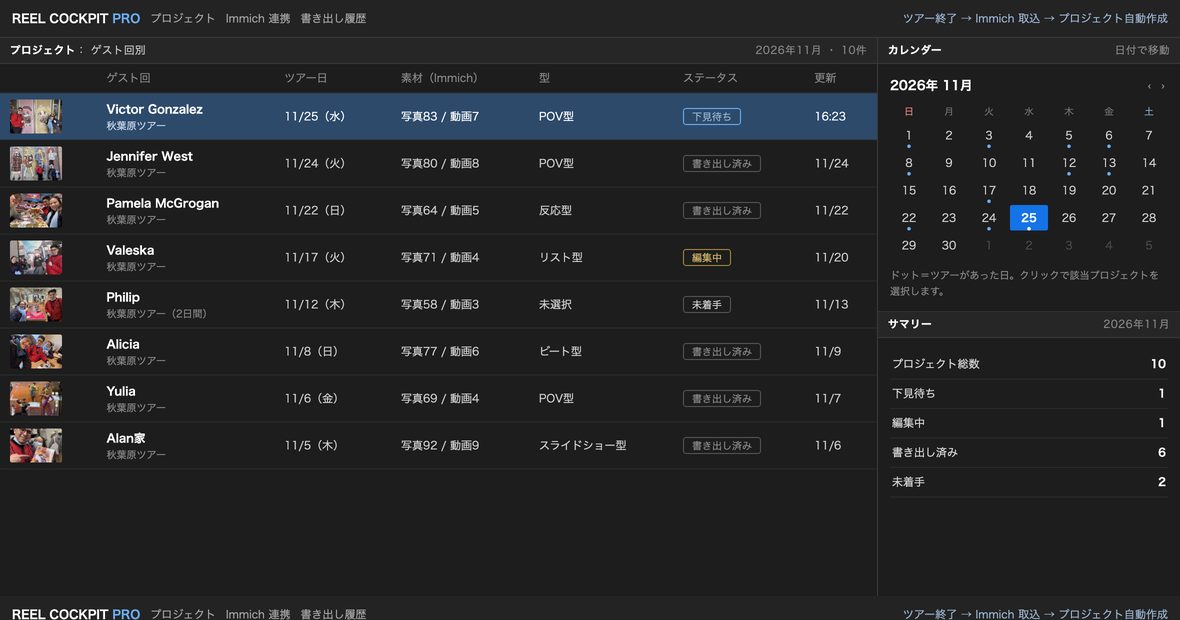 REEL COCKPIT PRO プロジェクト Immich 連携 書き出し履歴 ツアー終了 → Immich 取込 → プロジェクト自動作成
プロジェクト： ゲスト回別 2026年11月 ・ 10件
ゲスト回 ツアー日 素材（Immich） 型 ステータス 更新
Victor Gonzalez
秋葉原ツアー
11/25（水） 写真83 / 動画7 POV型 下見待ち 16:23
Jennifer West
秋葉原ツアー
11/24（火） 写真80 / 動画8 POV型 書き出し済み 11/24
Pamela McGrogan
秋葉原ツアー
11/22（日） 写真64 / 動画5 反応型 書き出し済み 11/22
Valeska
秋葉原ツアー
11/17（火） 写真71 / 動画4 リスト型 編集中 11/20
Philip
秋葉原ツアー（2日間）
11/12（木） 写真58 / 動画3 未選択 未着手 11/13
Alicia
秋葉原ツアー
11/8（日） 写真77 / 動画6 ビート型 書き出し済み 11/9
Yulia
秋葉原ツアー
11/6（金） 写真69 / 動画4 POV型 書き出し済み 11/7
Alan家
秋葉原ツアー
11/5（木） 写真92 / 動画9 スライドショー型 書き出し済み 11/6
カレンダー 日付で移動
2026年 11月 ‹ ›
日 月 火 水 木 金 土
1 2 3 4 5 6 7
8 9 10 11 12 13 14
15 16 17 18 19 20 21
22 23 24 25 26 27 28
29 30 1 2 3 4 5
ドット＝ツアーがあった日。クリックで該当プロジェクトを
選択します。
サマリー 2026年11月
プロジェクト総数 10
下見待ち 1
編集中 1
書き出し済み 6
未着手 2
REEL COCKPIT PRO プロジェクト Immich 連携 書き出し履歴 ツアー終了 → Immich 取込 → プロジェクト自動作成